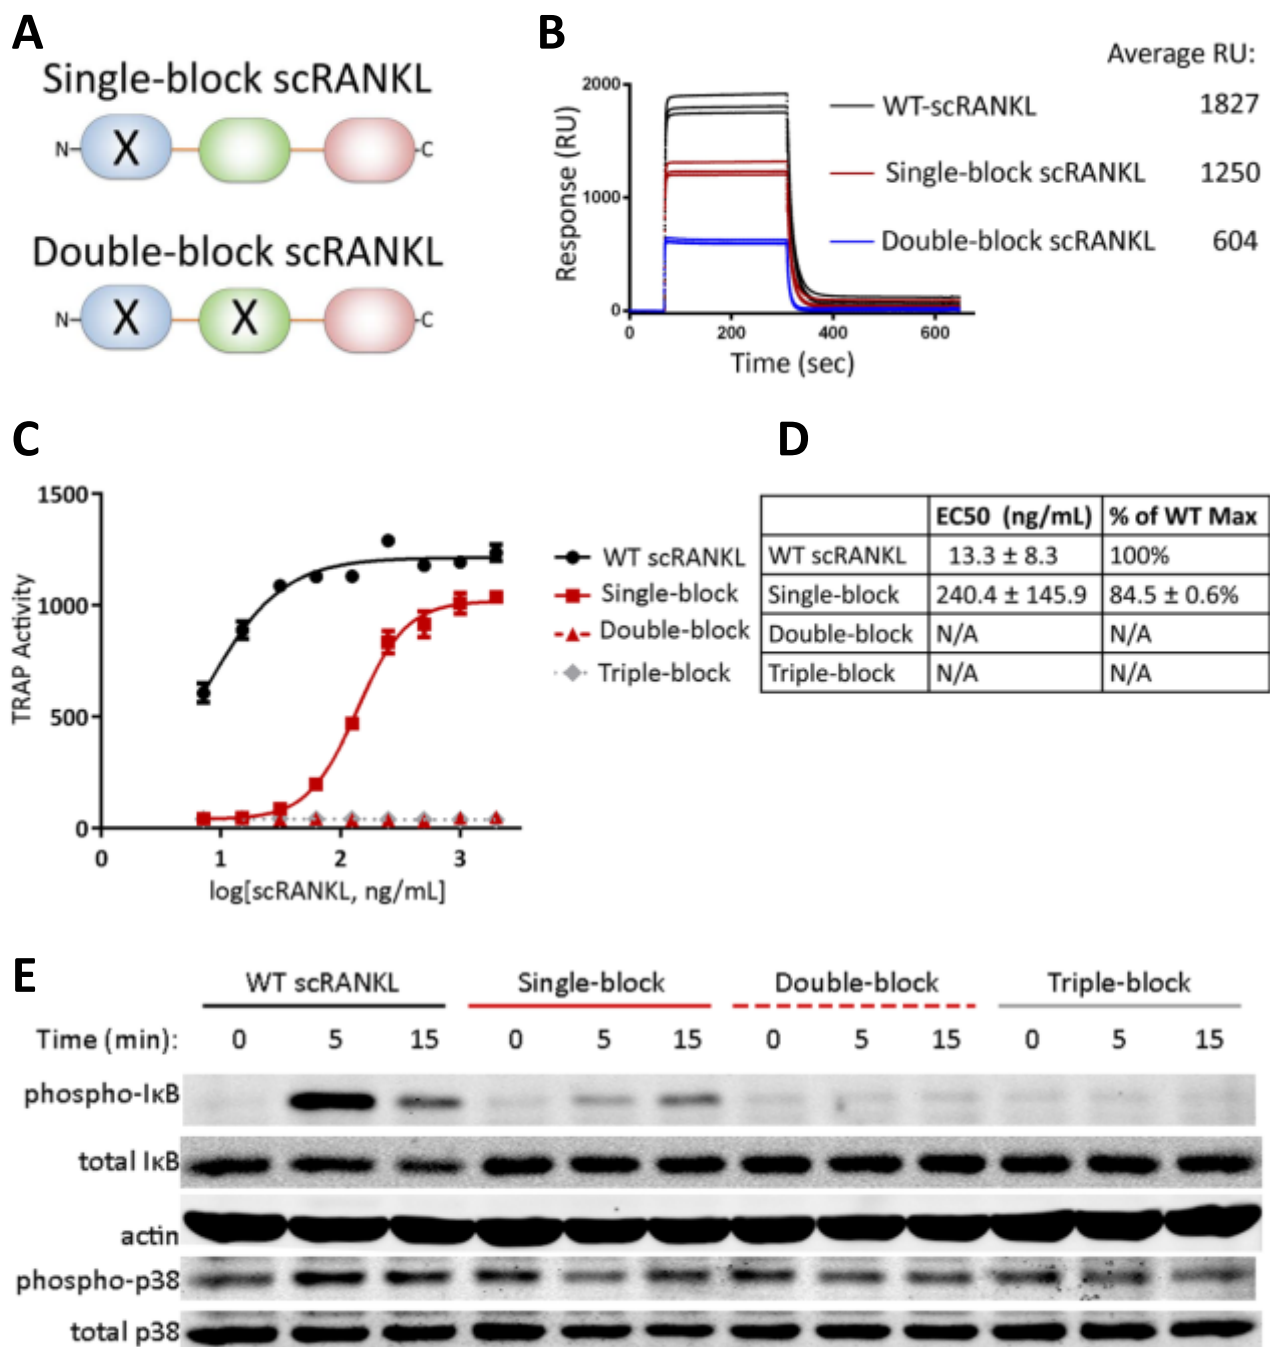 A
Single-block scRANKL
N X C
Double-block scRANKL
N X X C
B
Average RU:
2000
1000
0
Response (RU)
0 200 400 600
Time (sec)
WT-scRANKL 1827
Single-block scRANKL 1250
Double-block scRANKL 604
C
1500
1000
500
0
TRAP Activity
0 1 2 3
log[scRANKL, ng/mL]
WT scRANKL
Single-block
Double-block
Triple-block
D
EC50 (ng/mL) % of WT Max
WT scRANKL 13.3 ± 8.3 100%
Single-block 240.4 ± 145.9 84.5 ± 0.6%
Double-block N/A N/A
Triple-block N/A N/A
E
WT scRANKL Single-block Double-block Triple-block
Time (min): 0 5 15 0 5 15 0 5 15 0 5 15
phospho-IκB
total IκB
actin
phospho-p38
total p38